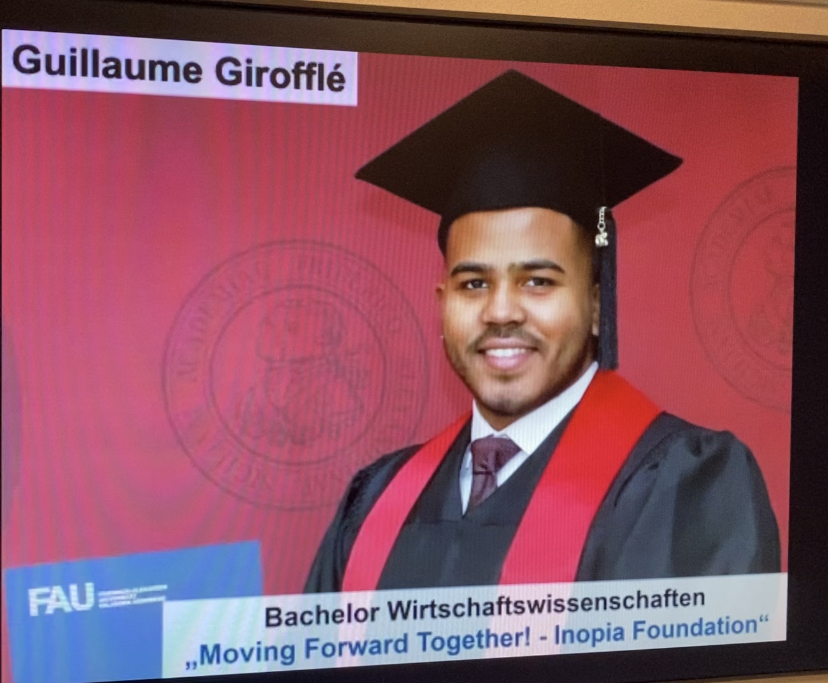 Guillaume Girofflé
FAU
Bachelor Wirtschaftswissenschaften
„Moving Forward Together! - Inopia Foundation“